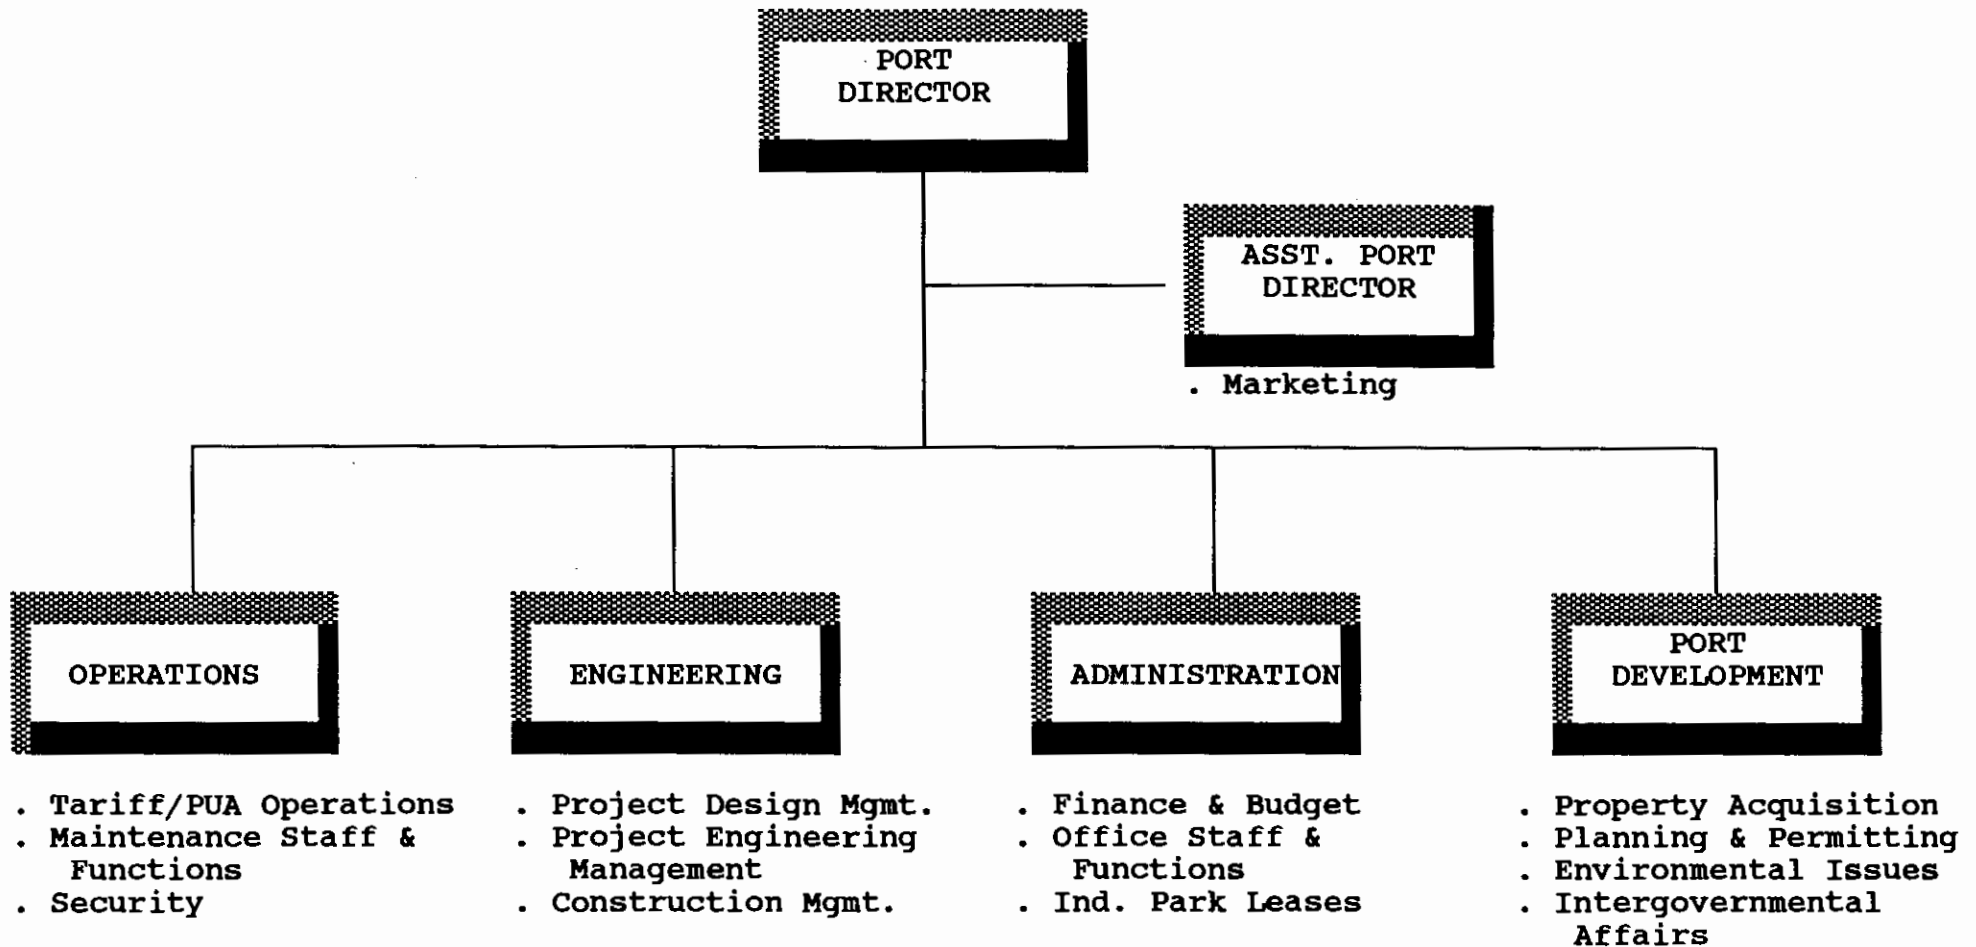 PORT
DIRECTOR
ASST. PORT
DIRECTOR
. Marketing
OPERATIONS
ENGINEERING
ADMINISTRATION
PORT
DEVELOPMENT
. Tariff/PUA Operations
. Maintenance Staff &
Functions
. Security
. Project Design Mgmt.
. Project Engineering
Management
. Construction Mgmt.
. Finance & Budget
. Office Staff &
Functions
. Ind. Park Leases
. Property Acquisition
. Planning & Permitting
. Environmental Issues
. Intergovernmental
Affairs